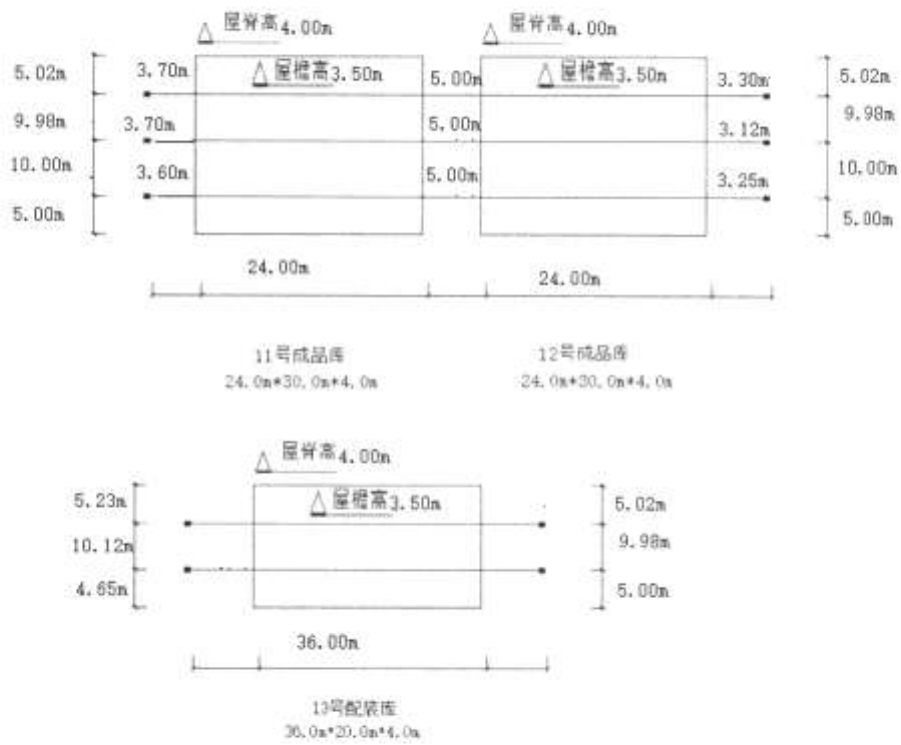 屋脊高4.00m 屋脊高4.00m
5.02m 3.70m 屋檐高3.50m 5.00m 屋檐高3.50m 3.30m 5.02m
9.98m 3.70m 5.00m 3.12m 9.98m
10.00m 3.60m 5.00m 3.25m 10.00m
5.00m 5.00m
24.00m 24.00m
11号成品库 12号成品库
24.0m*30.0m*4.0m 24.0m*30.0m*4.0m
屋脊高4.00m
5.23m 屋檐高3.50m 5.02m
10.12m 9.98m
4.65m 5.00m
36.00m
13号配装库
36.0m*20.0m*4.0m